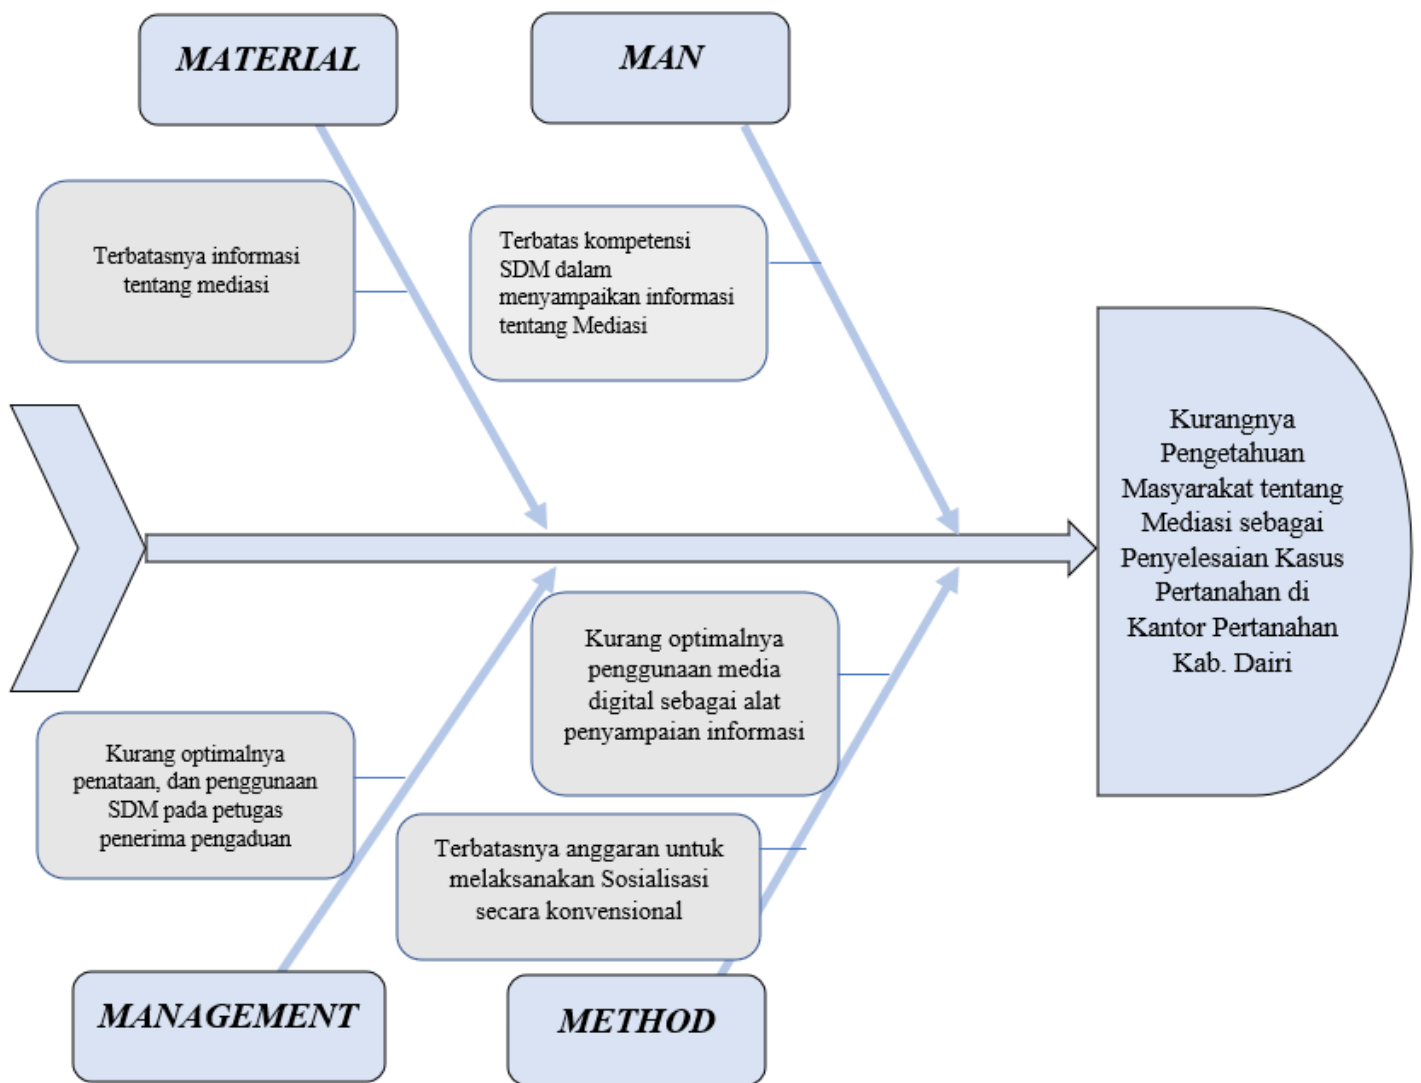 MATERIAL
MAN
Terbatasnya informasi
tentang mediasi
Terbatas kompetensi
SDM dalam
menyampaikan informasi
tentang Mediasi
Kurangnya
Pengetahuan
Masyarakat tentang
Mediasi sebagai
Penyelesaian Kasus
Pertanahan di
Kantor Pertanahan
Kab. Dairi
Kurang optimalnya
penggunaan media
digital sebagai alat
penyampaian informasi
Kurang optimalnya
penataan, dan penggunaan
SDM pada petugas
penerima pengaduan
Terbatasnya anggaran untuk
melaksanakan Sosialisasi
secara konvensional
MANAGEMENT
METHOD